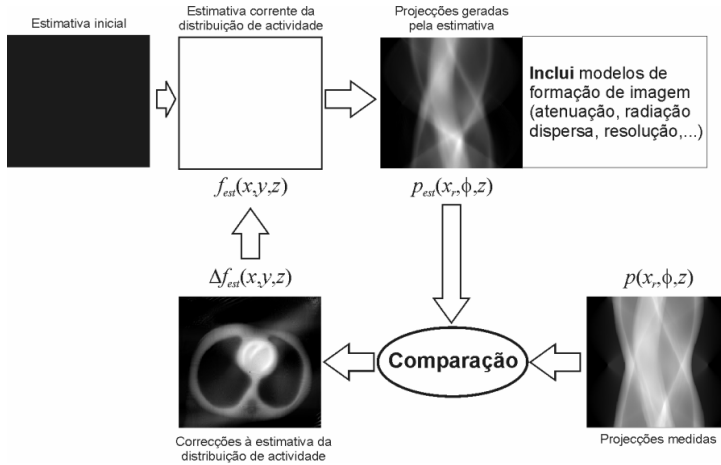 Estimativa inicial
Estimativa corrente da
distribuição de actividade
Projecções geradas
pela estimativa
Inclui modelos de
formação de imagem
(atenuação, radiação
dispersa, resolução,...)
f_est(x,y,z)
p_est(x_r,ϕ,z)
Δf_est(x,y,z)
p(x_r,ϕ,z)
Comparação
Correcções à estimativa da
distribuição de actividade
Projecções medidas